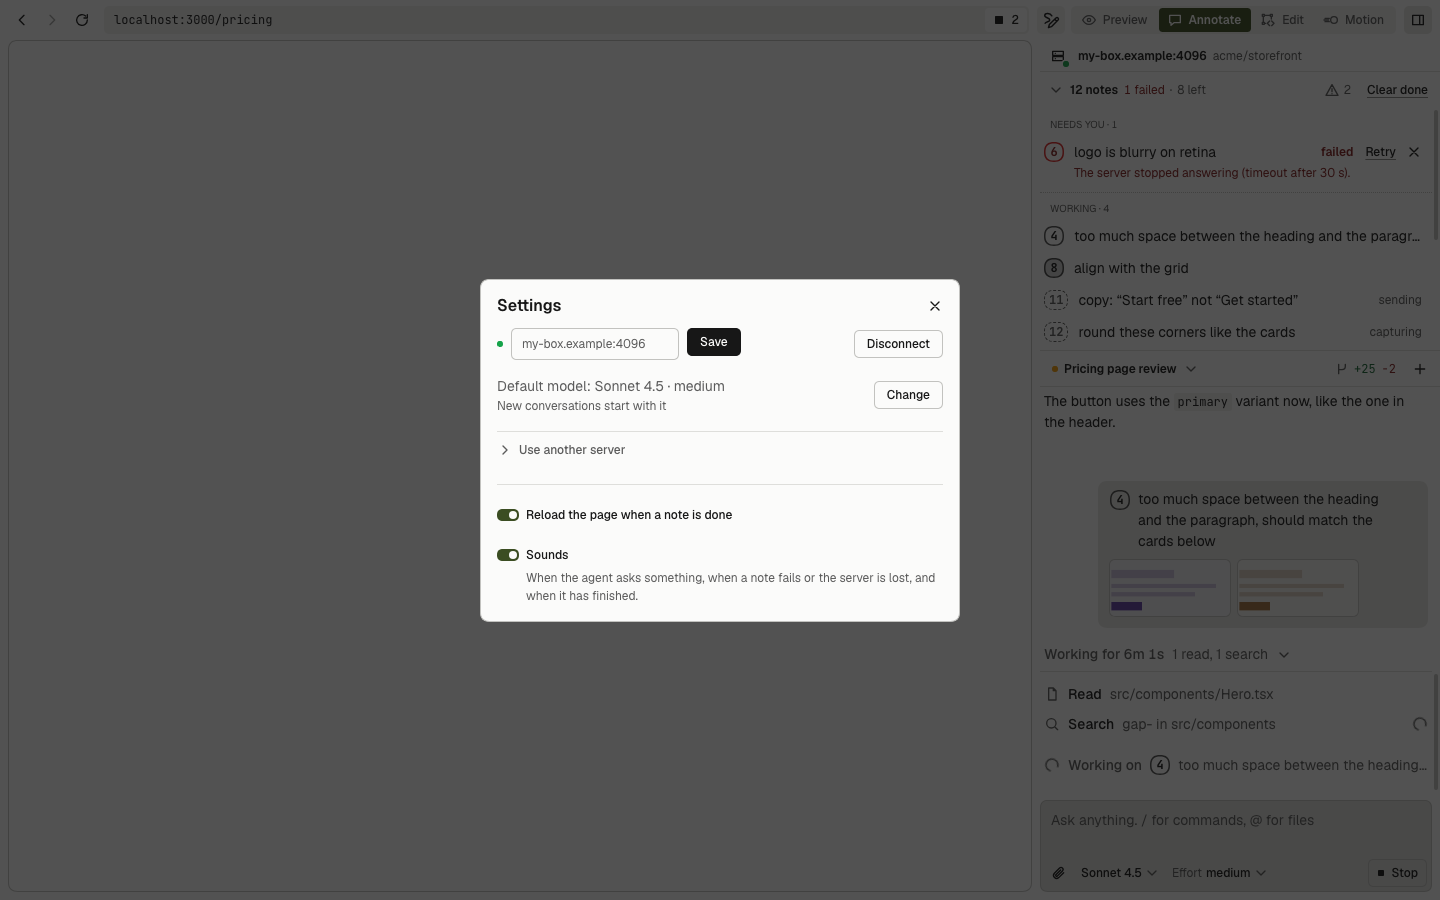 localhost:3000/pricing
2
Preview
Annotate
Edit
Motion
my-box.example:4096 acme/storefront
12 notes 1 failed · 8 left
2
Clear done
NEEDS YOU · 1
6 logo is blurry on retina failed Retry
The server stopped answering (timeout after 30 s).
WORKING · 4
4 too much space between the heading and the paragr…
8 align with the grid
11 copy: “Start free” not “Get started” sending
12 round these corners like the cards capturing
Pricing page review +25 -2
The button uses the primary variant now, like the one in
the header.
4 too much space between the heading
and the paragraph, should match the
cards below
Working for 6m 1s 1 read, 1 search
Read src/components/Hero.tsx
Search gap- in src/components
Working on 4 too much space between the heading…
Ask anything. / for commands, @ for files
Sonnet 4.5 Effort medium Stop
Settings
my-box.example:4096 Save Disconnect
Default model: Sonnet 4.5 · medium
New conversations start with it
Change
Use another server
Reload the page when a note is done
Sounds
When the agent asks something, when a note fails or the server is lost, and
when it has finished.